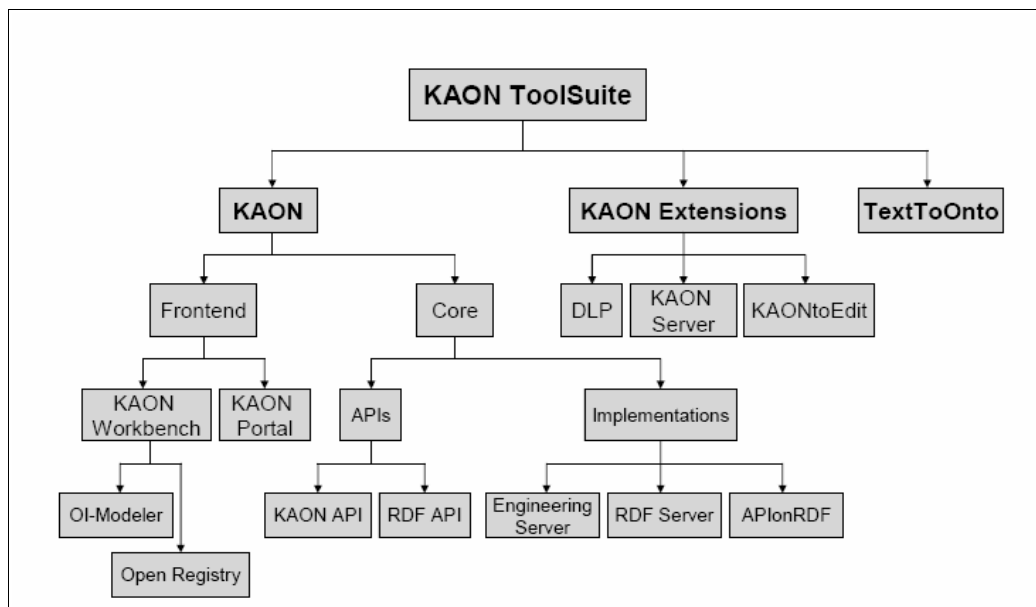 KAON ToolSuite
KAON
KAON Extensions
TextToOnto
Frontend
Core
DLP
KAON
Server
KAONtoEdit
KAON
Workbench
KAON
Portal
APIs
Implementations
OI-Modeler
KAON API
RDF API
Engineering
Server
RDF Server
APIonRDF
Open Registry